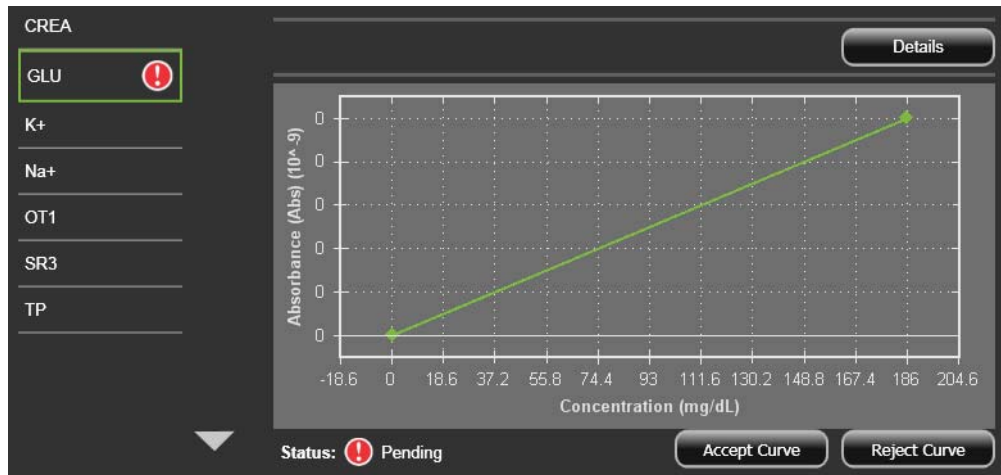 CREA
GLU
K+
Na+
OT1
SR3
TP
Details
Absorbance (Abs) (10^-9)
0
0
0
0
0
0
-18.6 0 18.6 37.2 55.8 74.4 93 111.6 130.2 148.8 167.4 186 204.6
Concentration (mg/dL)
Status: ! Pending
Accept Curve
Reject Curve